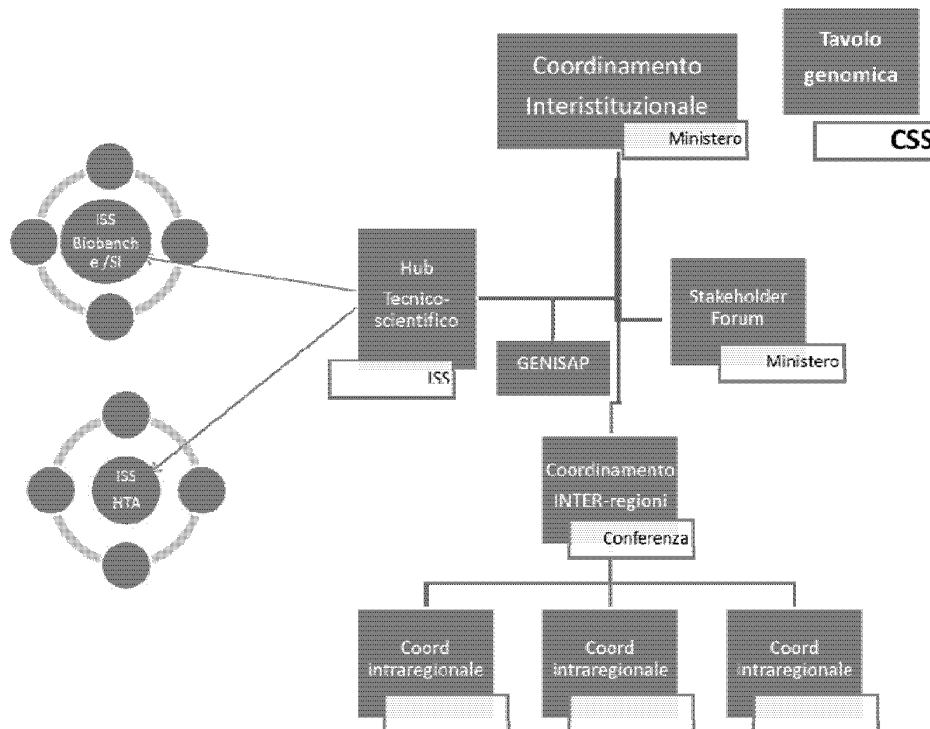 Coordinamento
Interistituzionale
Ministero
Tavolo
genomica
CSS
ISS
Biobanch
e/SI
Hub
Tecnico-
scientifico
ISS
GENISAP
Stakeholder
Forum
Ministero
ISS
HTA
Coordinamento
INTER-regioni
Conferenza
Coord
intraregionale
Coord
intraregionale
Coord
intraregionale